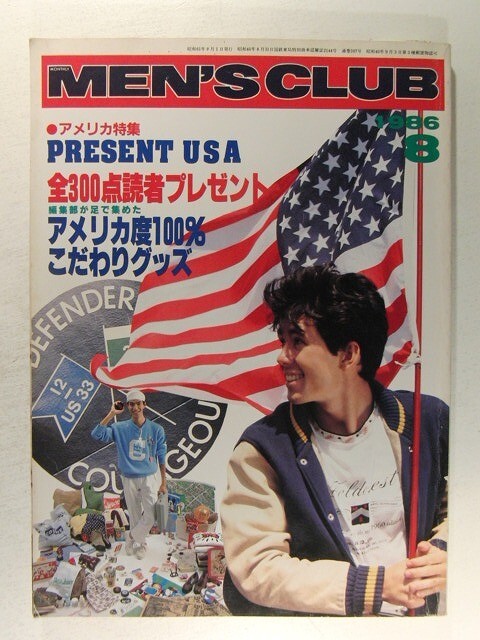 MONTHLY
MEN'S CLUB
1986
8
●アメリカ特集
PRESENT USA
全300点読者プレゼント
編集部が足で集めた
アメリカ度100%
こだわりグッズ
DEFENDER
12
US 33
COURAGEOU
S